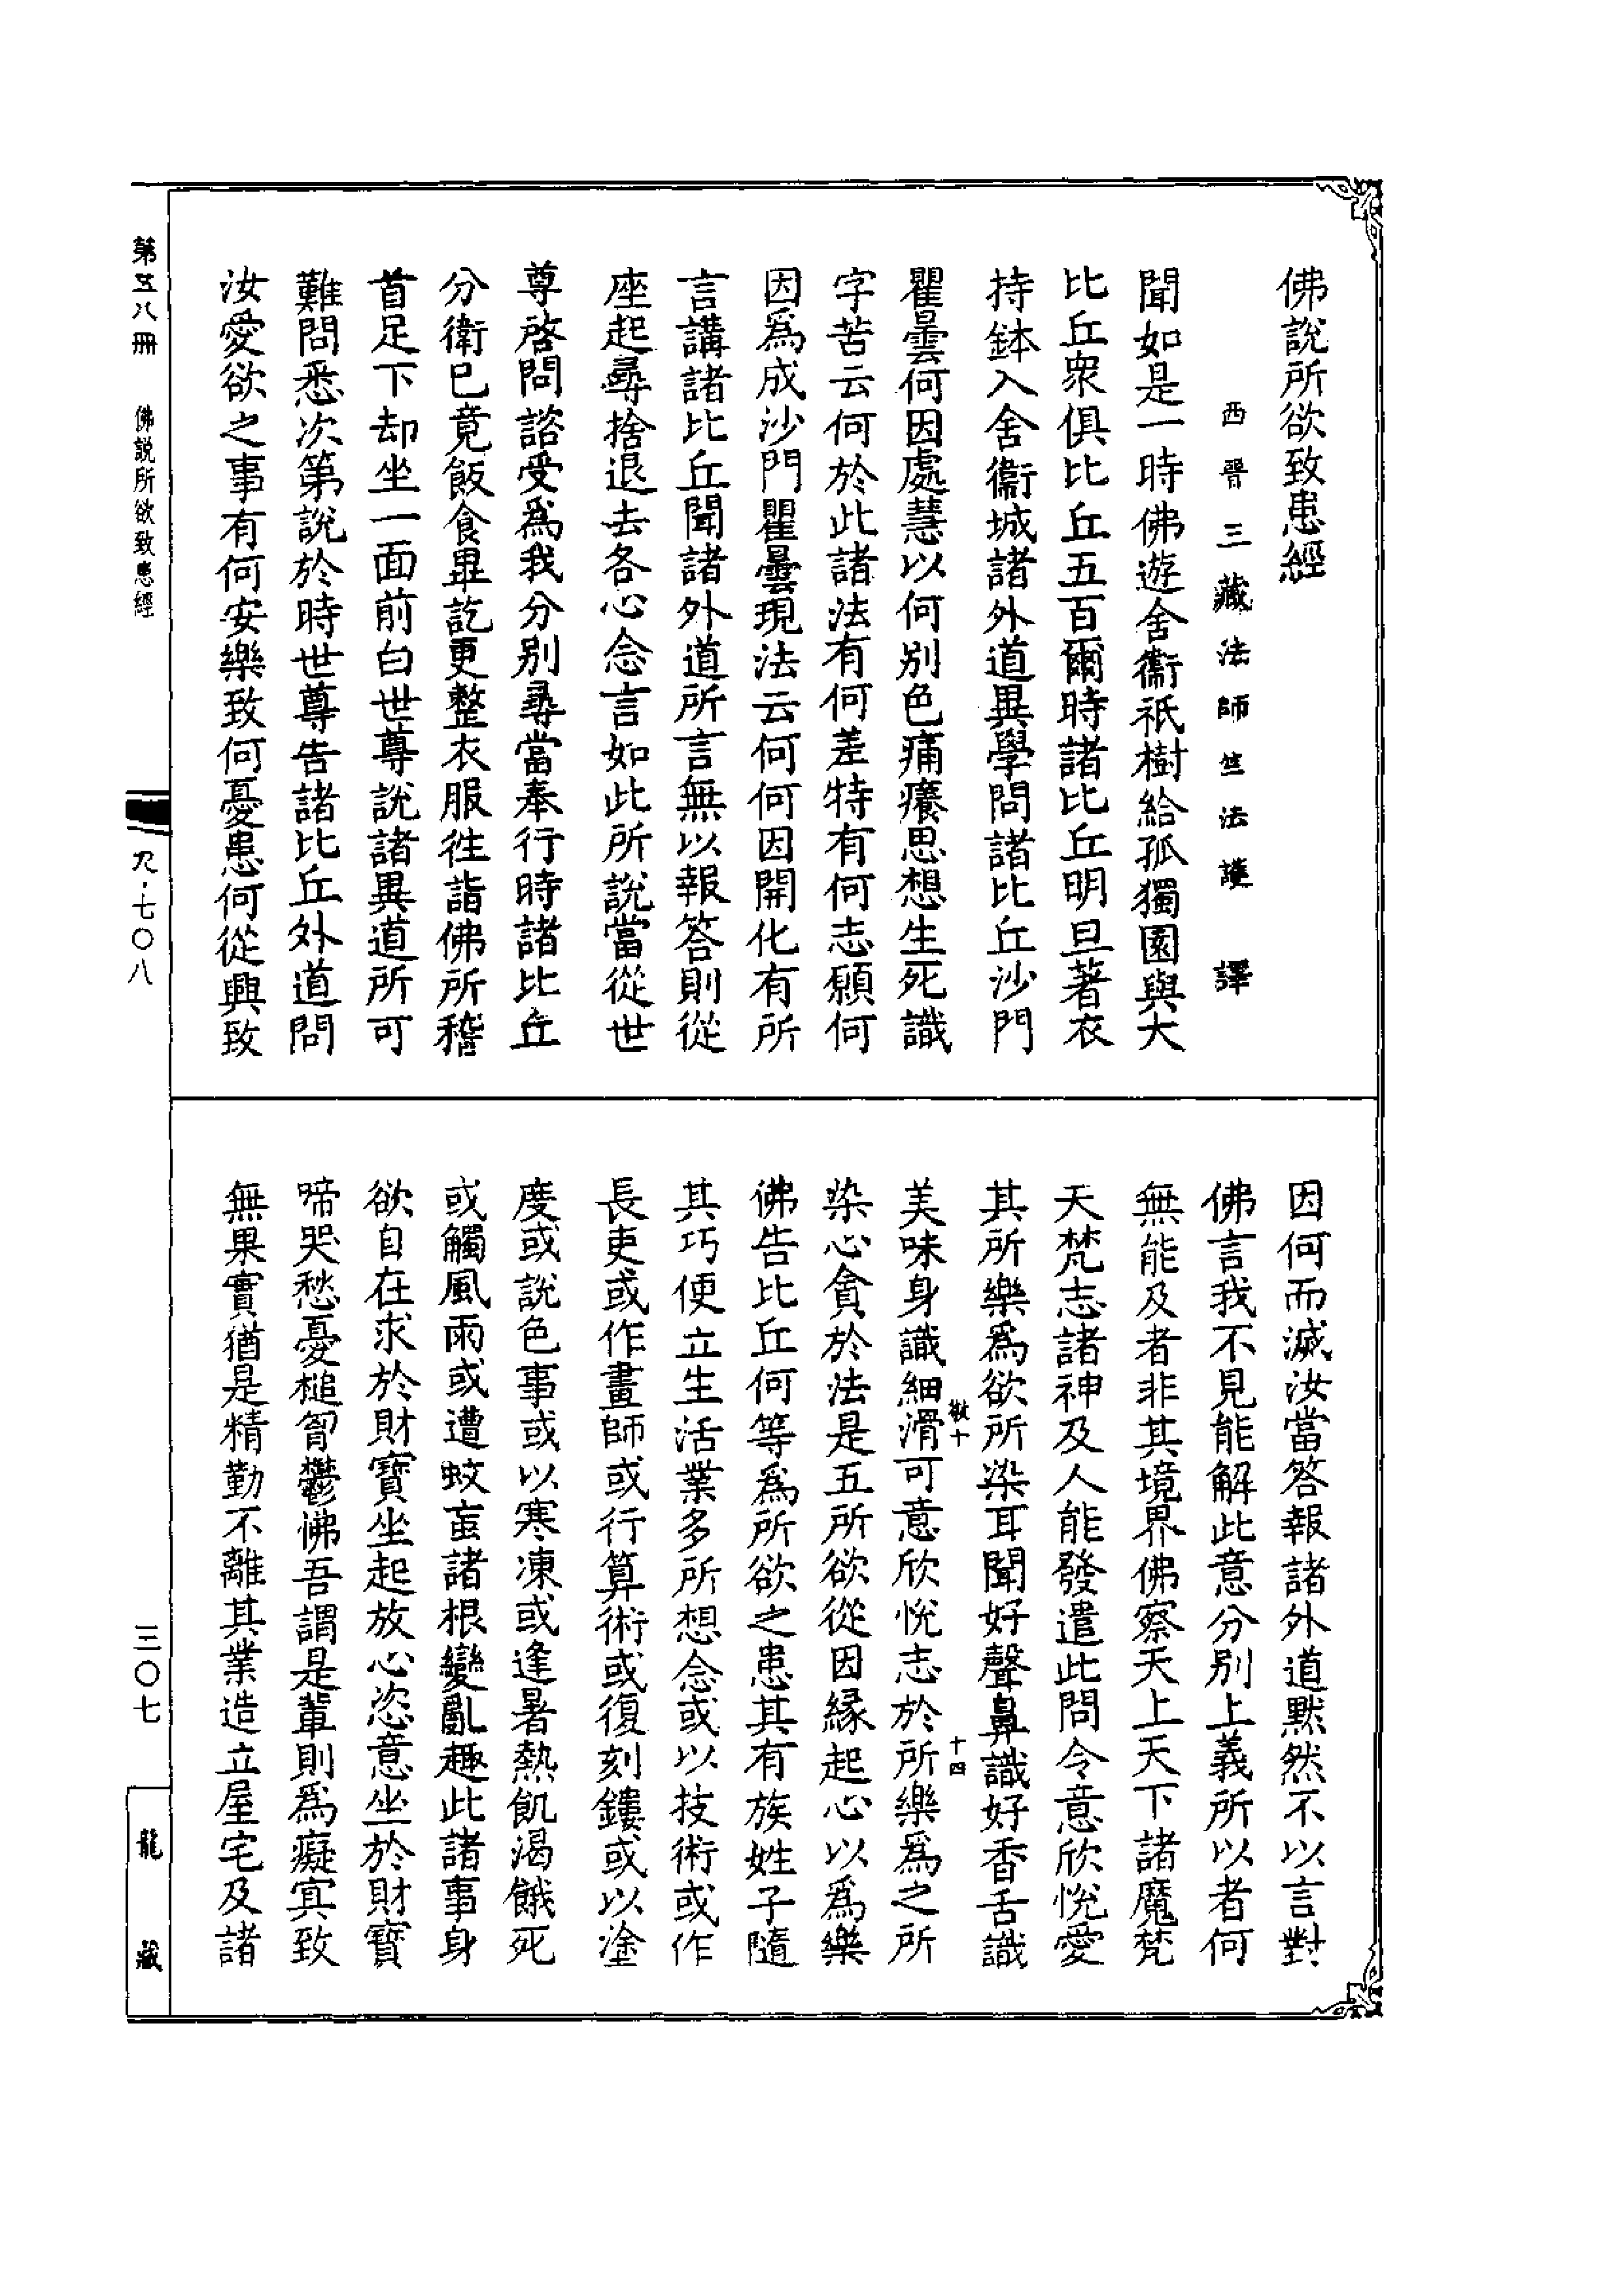 佛說所欲致患經
西晉三藏法師竺法護譯
聞如是一時佛遊舍衞祇樹給孤獨園與大
比丘衆俱比丘五百爾時諸比丘明旦著衣
持鉢入舍衞城諸外道異學問諸比丘沙門
瞿曇云何因處慧以何別色痛癢思想生死識
字苦云何於此諸法有何差特有何志願何
因爲成沙門瞿曇現法云何何因開化有所
言講諸比丘聞諸外道所言無以報答則從
座起尋捨退去各心念言如此所說當從世
尊啓問諮受爲我分別尋當奉行時諸比丘
分衛已竟飯食畢訖更整衣服往詣佛所稽
首足下却坐一面前白世尊說諸異道所可
難問悉次第說於時世尊告諸比丘外道問
汝愛欲之事有何安樂致何憂患何從興致
因何而滅汝當答報諸外道默然不以言對
佛言我不見能解此意分別上義所以者何
無能及者非其境界佛察天上天下諸魔梵
天梵志諸神及人能發遣此問令意欣悅愛
其所樂爲欲所染耳聞好聲鼻識好香舌識
美味身識細滑可意欣悅志於所樂爲之所
敬十
十四
染心貪於法是五所欲從因緣起心以爲樂
佛告比丘何等爲所欲之患其有族姓子隨
其巧便立生活業多所想念或以技術或作
長吏或作畫師或行算術或復刻鏤或以塗
度或說色事或以寒凍或逢暑熱飢渴餓死
或觸風雨或遭蚊䖟諸根變亂趣此諸事身
欲自在求於財寶坐起放心恣意坐於財寶
啼哭愁憂槌胷鬱怫吾謂是輩則爲癡寘致
無果實猶是精勤不離其業造立屋宅及諸
第五八冊
佛說所欲致患經
九·七〇八
三〇七
龍藏